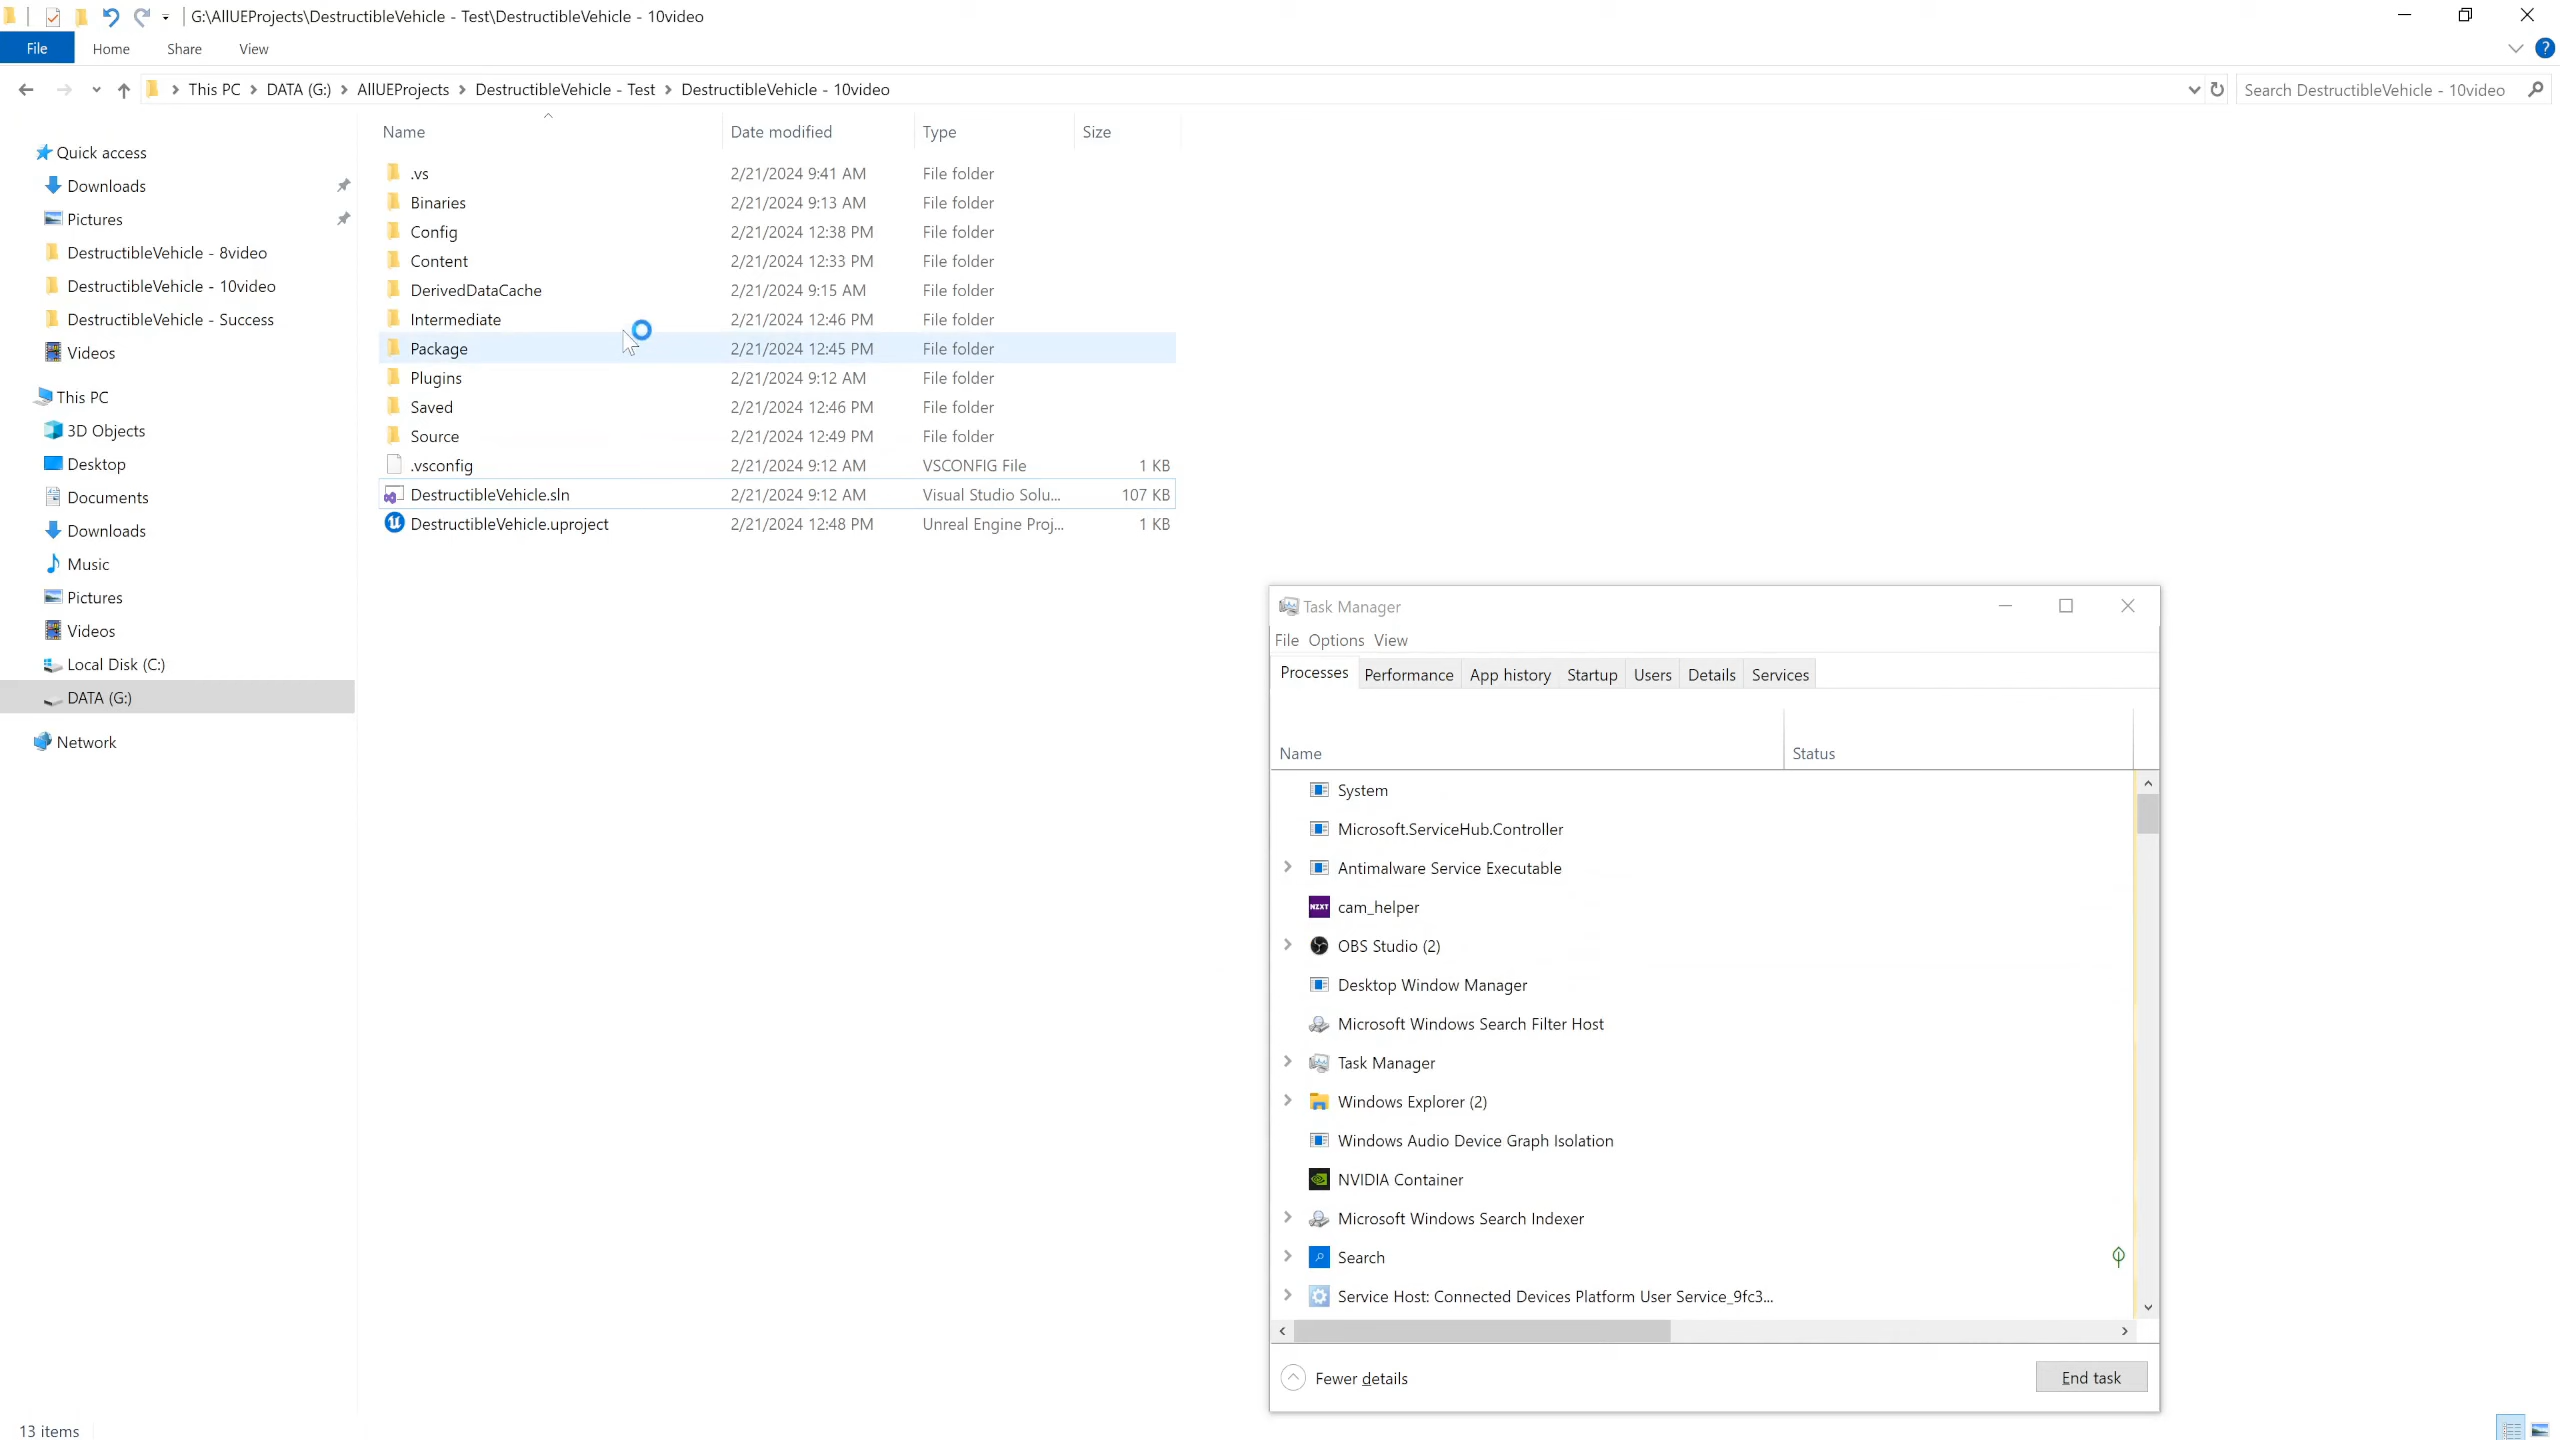 G:\AllUEProjects\DestructibleVehicle - Test\DestructibleVehicle - 10video
File Home Share View
This PC DATA (G:) AllUEProjects DestructibleVehicle - Test DestructibleVehicle - 10video
Search DestructibleVehicle - 10video
Quick access
Downloads
Pictures
DestructibleVehicle - 8video
DestructibleVehicle - 10video
DestructibleVehicle - Success
Videos
This PC
3D Objects
Desktop
Documents
Downloads
Music
Pictures
Videos
Local Disk (C:)
DATA (G:)
Network
Name Date modified Type Size
.vs 2/21/2024 9:41 AM File folder
Binaries 2/21/2024 9:13 AM File folder
Config 2/21/2024 12:38 PM File folder
Content 2/21/2024 12:33 PM File folder
DerivedDataCache 2/21/2024 9:15 AM File folder
Intermediate 2/21/2024 12:46 PM File folder
Package 2/21/2024 12:45 PM File folder
Plugins 2/21/2024 9:12 AM File folder
Saved 2/21/2024 12:46 PM File folder
Source 2/21/2024 12:49 PM File folder
.vsconfig 2/21/2024 9:12 AM VSCONFIG File 1 KB
DestructibleVehicle.sln 2/21/2024 9:12 AM Visual Studio Solu... 107 KB
DestructibleVehicle.uproject 2/21/2024 12:48 PM Unreal Engine Proj... 1 KB
Task Manager
File Options View
Processes Performance App history Startup Users Details Services
Name Status
System
Microsoft.ServiceHub.Controller
Antimalware Service Executable
NZXT cam_helper
OBS Studio (2)
Desktop Window Manager
Microsoft Windows Search Filter Host
Task Manager
Windows Explorer (2)
Windows Audio Device Graph Isolation
NVIDIA Container
Microsoft Windows Search Indexer
Search
Service Host: Connected Devices Platform User Service_9fc3...
Fewer details End task
13 items